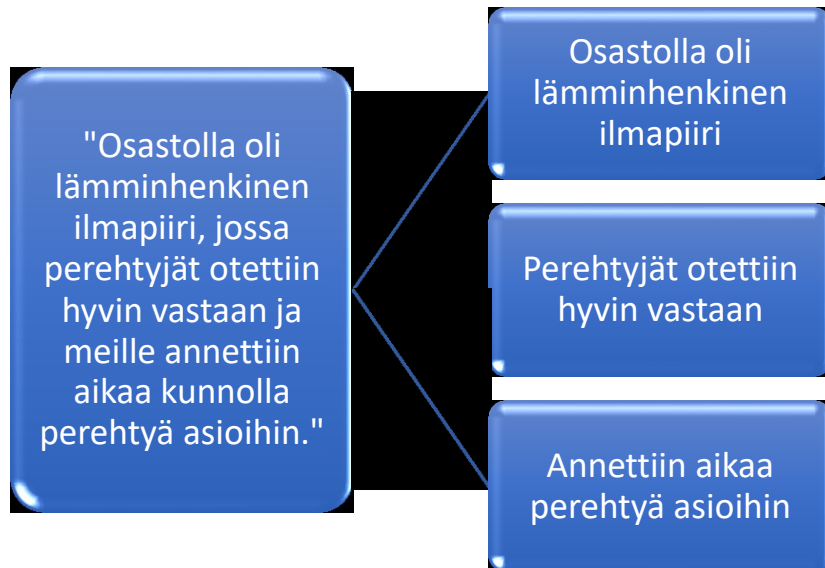 "Osastolla oli
lämminhenkinen
ilmapiiri, jossa
perehtyjät otettiin
hyvin vastaan ja
meille annettiin
aikaa kunnolla
perehtyä asioihin."
Osastolla oli
lämminhenkinen
ilmapiiri
Perehtyjät otettiin
hyvin vastaan
Annettiin aikaa
perehtyä asioihin